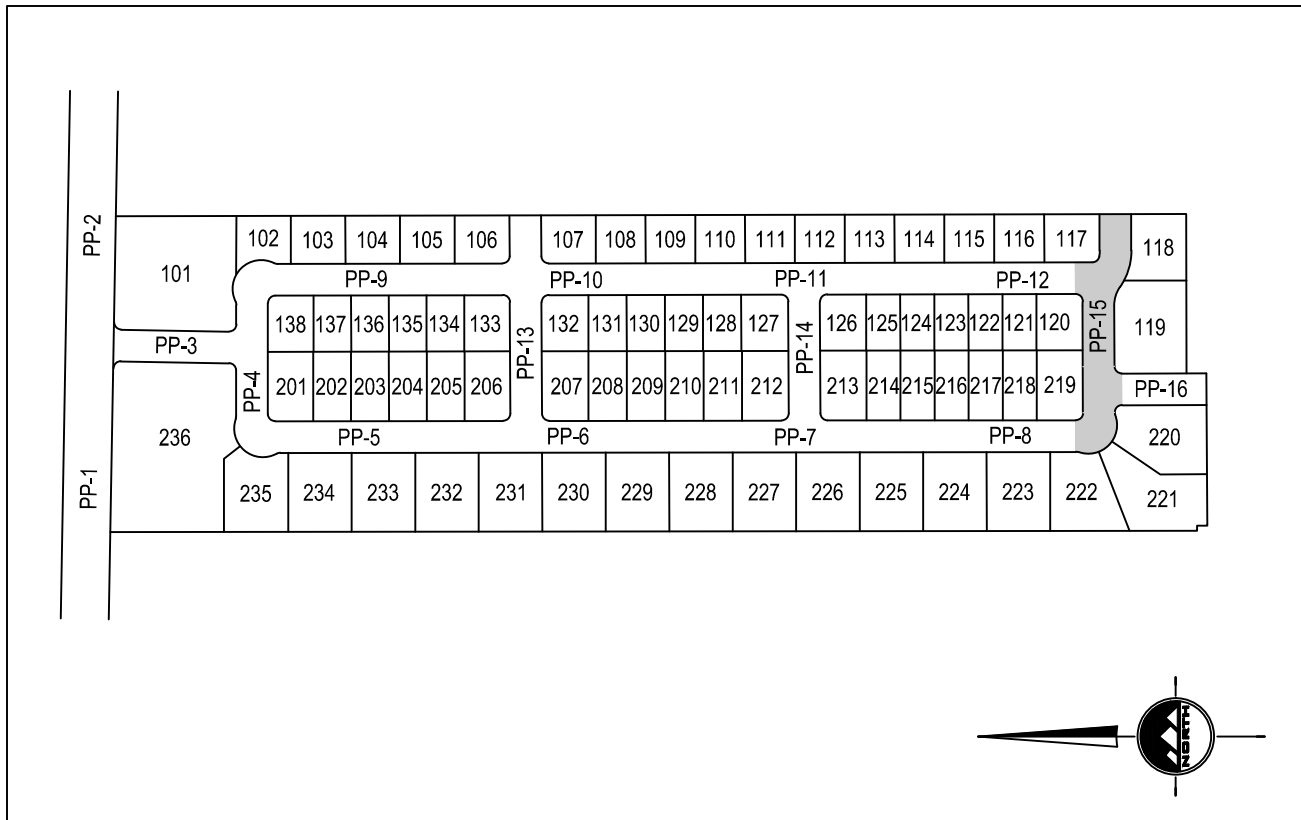 PP-2
101
102 103 104 105 106 107 108 109 110 111 112 113 114 115 116 117 118
PP-9 PP-10 PP-11 PP-12
138 137 136 135 134 133 132 131 130 129 128 127 126 125 124 123 122 121 120 119
PP-3
PP-4
PP-13
PP-14
PP-15
201 202 203 204 205 206 207 208 209 210 211 212 213 214 215 216 217 218 219
PP-16
PP-5 PP-6 PP-7 PP-8
236
220
PP-1
235 234 233 232 231 230 229 228 227 226 225 224 223 222 221
NORTH